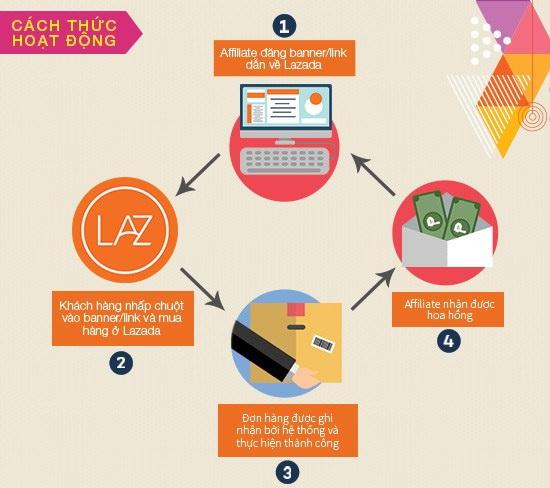 CÁCH THỨC
HOẠT ĐỘNG
1
Affiliate đăng banner/link
dẫn về Lazada
LAZ
Khách hàng nhấp chuột
vào banner/link và mua
hàng ở Lazada
2
Đơn hàng được ghi
nhận bởi hệ thống và
thực hiện thành công
3
P
P
Affiliate nhận được
hoa hồng
4